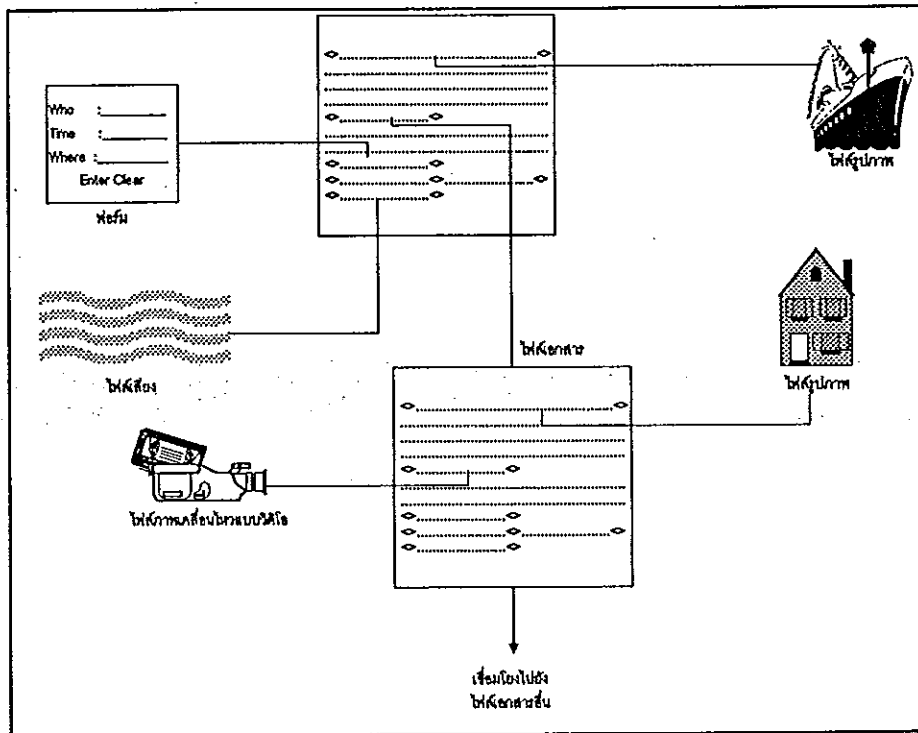 Who :
Time :
Where :
Enter Clear
ฟอร์ม
ไฟล์รูปภาพ
ไฟล์เสียง
ไฟล์เอกสาร
ไฟล์รูปภาพ
ไฟล์ภาพเคลื่อนไหวแบบวิดีโอ
เชื่อมโยงไปยัง
ไฟล์เอกสารอื่น